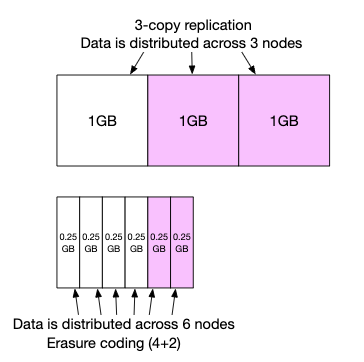 3-copy replication
Data is distributed across 3 nodes
1GB 1GB 1GB
0.25 0.25 0.25 0.25 0.25 0.25
GB GB GB GB GB GB
Data is distributed across 6 nodes
Erasure coding (4+2)